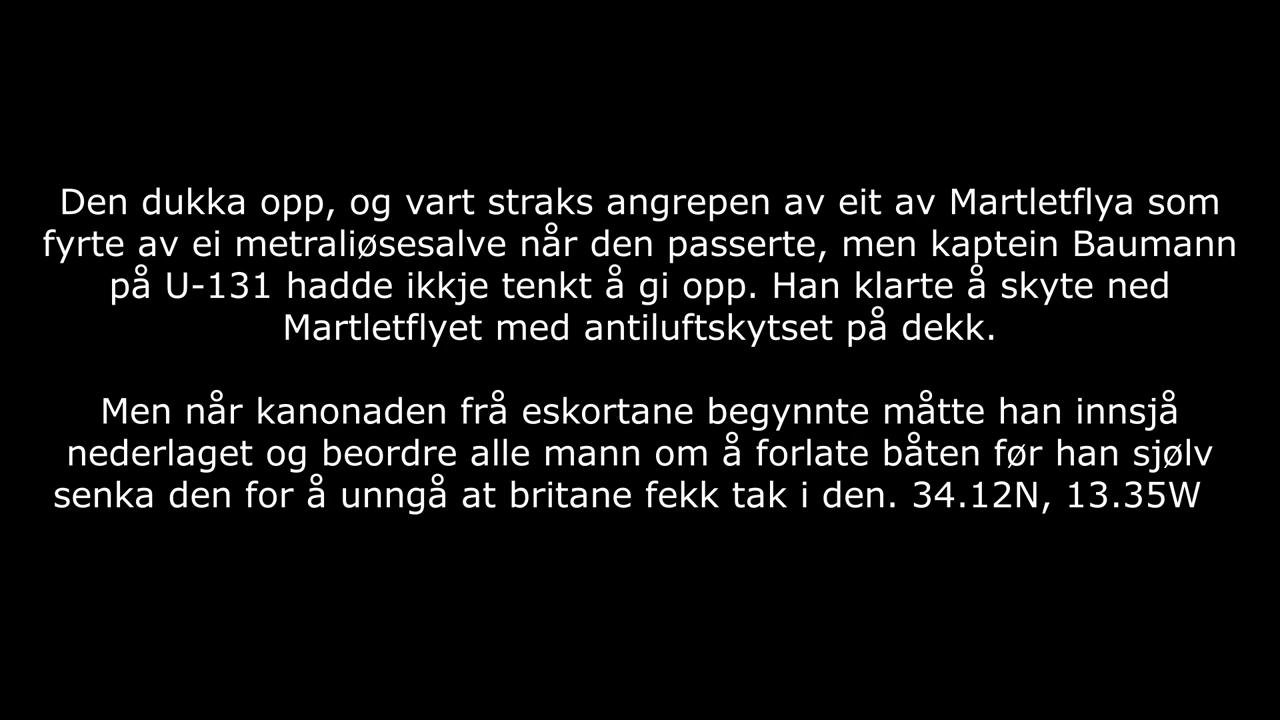 Den dukka opp, og vart straks angrepen av eit av Martletflya som
fyrte av ei metraliøsesalve når den passerte, men kaptein Baumann
på U-131 hadde ikkje tenkt å gi opp. Han klarte å skyte ned
Martletflyet med antiluftskytset på dekk.
Men når kanonaden frå eskortane begynnte måtte han innsjå
nederlaget og beordre alle mann om å forlate båten før han sjølv
senka den for å unngå at britane fekk tak i den. 34.12N, 13.35W